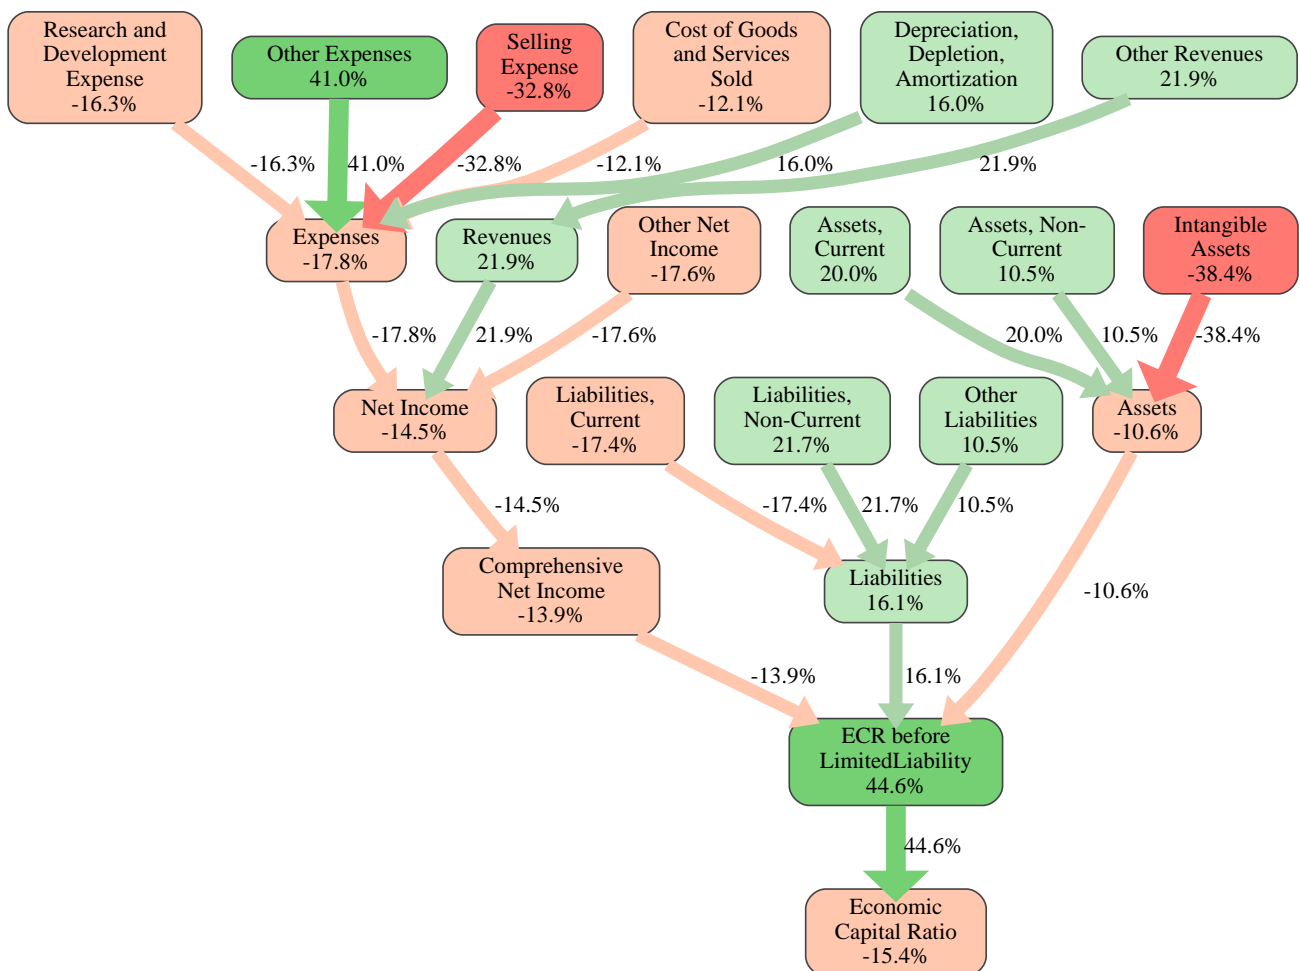 Research and
Development
Expense
-16.3%
Other Expenses
41.0%
Selling
Expense
-32.8%
Cost of Goods
and Services
Sold
-12.1%
Depreciation,
Depletion,
Amortization
16.0%
Other Revenues
21.9%
-16.3%
41.0%
-32.8%
-12.1%
16.0%
21.9%
Expenses
-17.8%
Revenues
21.9%
Other Net
Income
-17.6%
Assets,
Current
20.0%
Assets, Non-
Current
10.5%
Intangible
Assets
-38.4%
-17.8%
21.9%
-17.6%
20.0%
10.5%
-38.4%
Net Income
-14.5%
Liabilities,
Current
-17.4%
Liabilities,
Non-Current
21.7%
Other
Liabilities
10.5%
Assets
-10.6%
-14.5%
-17.4%
21.7%
10.5%
Comprehensive
Net Income
-13.9%
Liabilities
16.1%
-10.6%
-13.9%
16.1%
ECR before
LimitedLiability
44.6%
44.6%
Economic
Capital Ratio
-15.4%